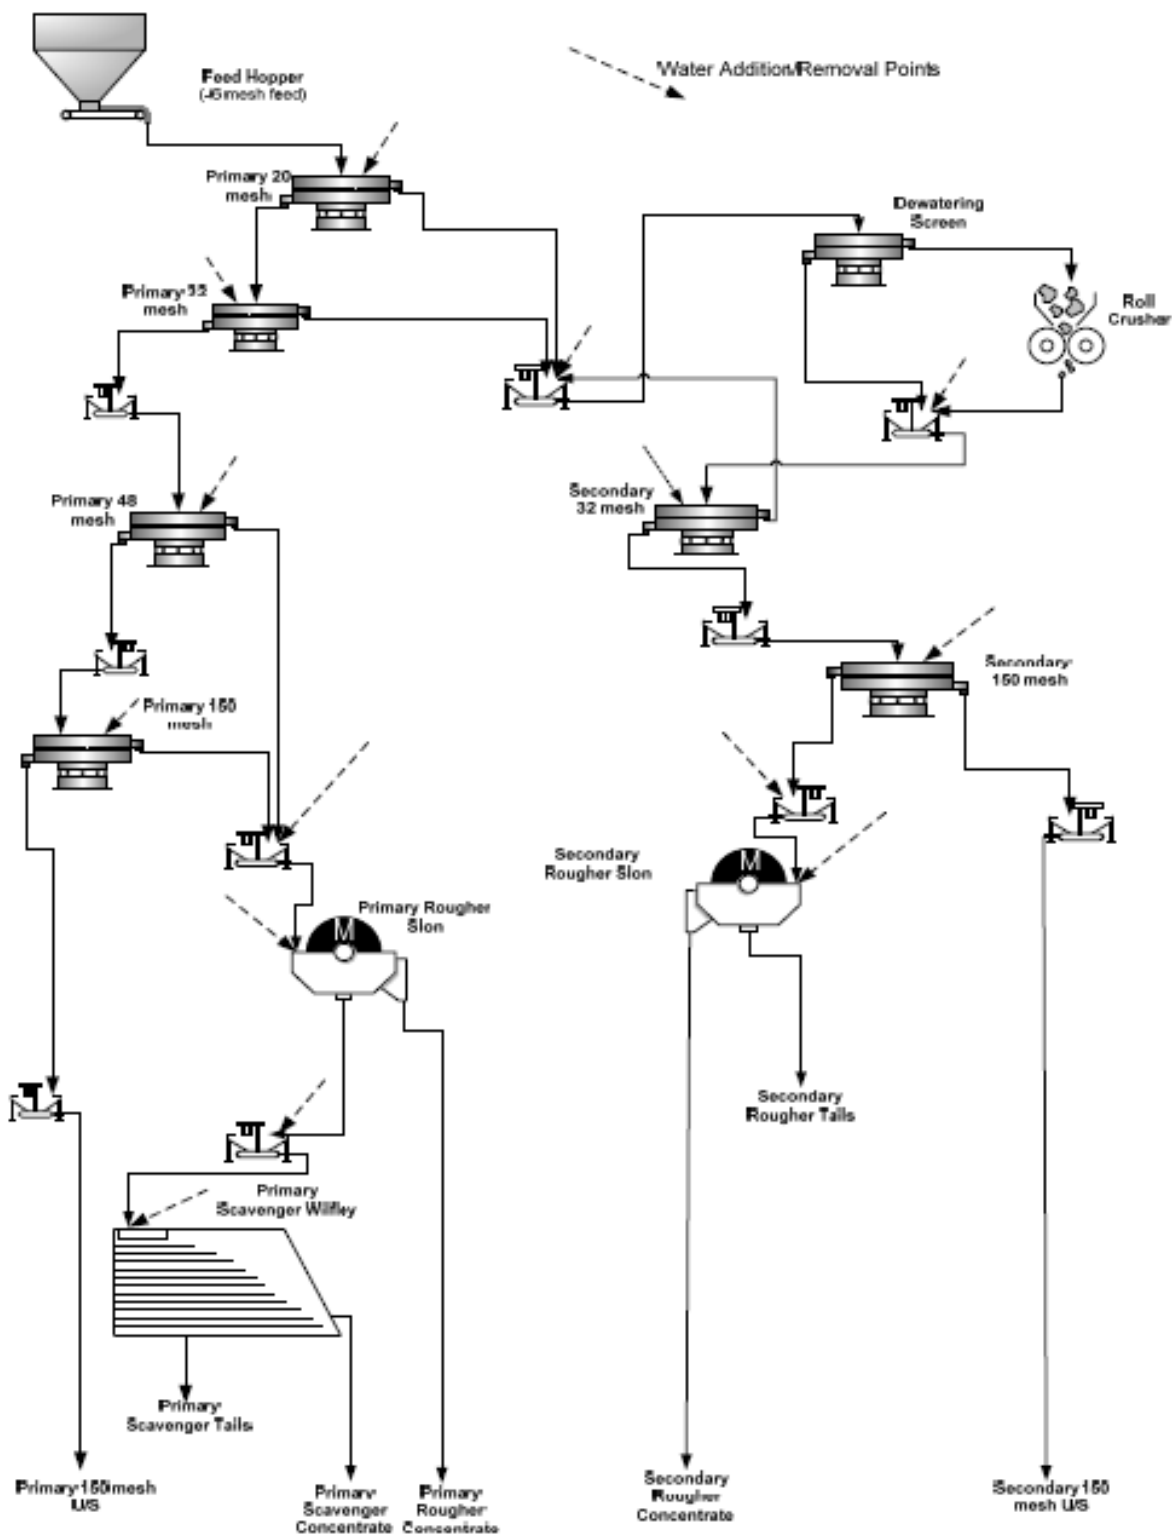 Feed Hopper
(-6mesh feed)
Water Addition/Removal Points
Primary 20
mesh
Dewatering
Screen
Primary 32
mesh
Roll
Crusher
Primary 48
mesh
Secondary
32 mesh
Secondary
150 mesh
Primary 150
mesh
Secondary
Rougher Slon
M
Primary Rougher
Slon
M
Secondary
Rougher Tails
Primary
Scavenger Wilfley
Primary
Scavenger Tails
Primary 150 mesh
U/S
Primary
Scavenger
Concentrate
Primary
Rougher
Concentrate
Secondary
Rougher
Concentrate
Secondary 150
mesh U/S